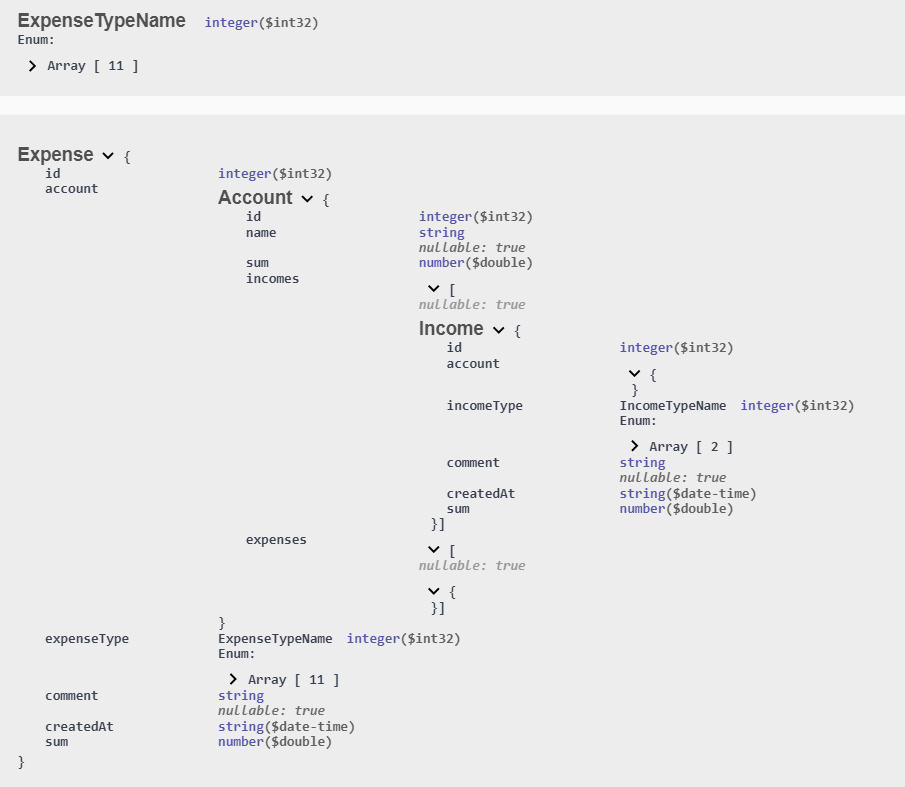 ExpenseTypeName integer($int32)
Enum:
Array [ 11 ]
Expense {
id integer($int32)
account
Account {
id integer($int32)
name string
nullable: true
sum number($double)
incomes
[
nullable: true
Income {
id integer($int32)
account
{
}
incomeType IncomeTypeName integer($int32)
Enum:
Array [ 2 ]
comment string
nullable: true
createdAt string($date-time)
sum number($double)
}]
expenses
[
nullable: true
{
}]
}
expenseType ExpenseTypeName integer($int32)
Enum:
Array [ 11 ]
comment string
nullable: true
createdAt string($date-time)
sum number($double)
}